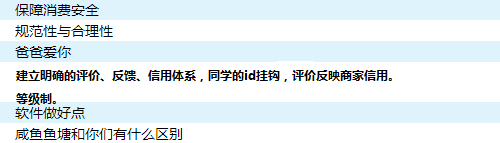 保障消费安全
规范性与合理性
爸爸爱你
建立明确的评价、反馈、信用体系，同学的id挂钩，评价反映商家信用。
等级制。
软件做好点
咸鱼鱼塘和你们有什么区别